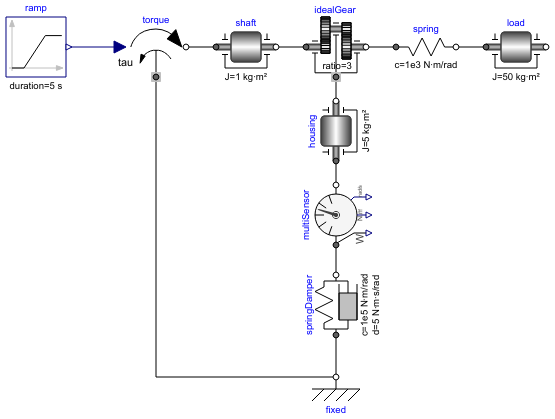 ramp
duration=5 s
torque
tau
shaft
J=1 kg·m²
idealGear
ratio=3
spring
c=1e3 N·m/rad
load
J=50 kg·m²
housing
J=5 kg·m²
multiSensor
W
springDamper
c=1e5 N·m/rad
d=5 N·m·s/rad
fixed